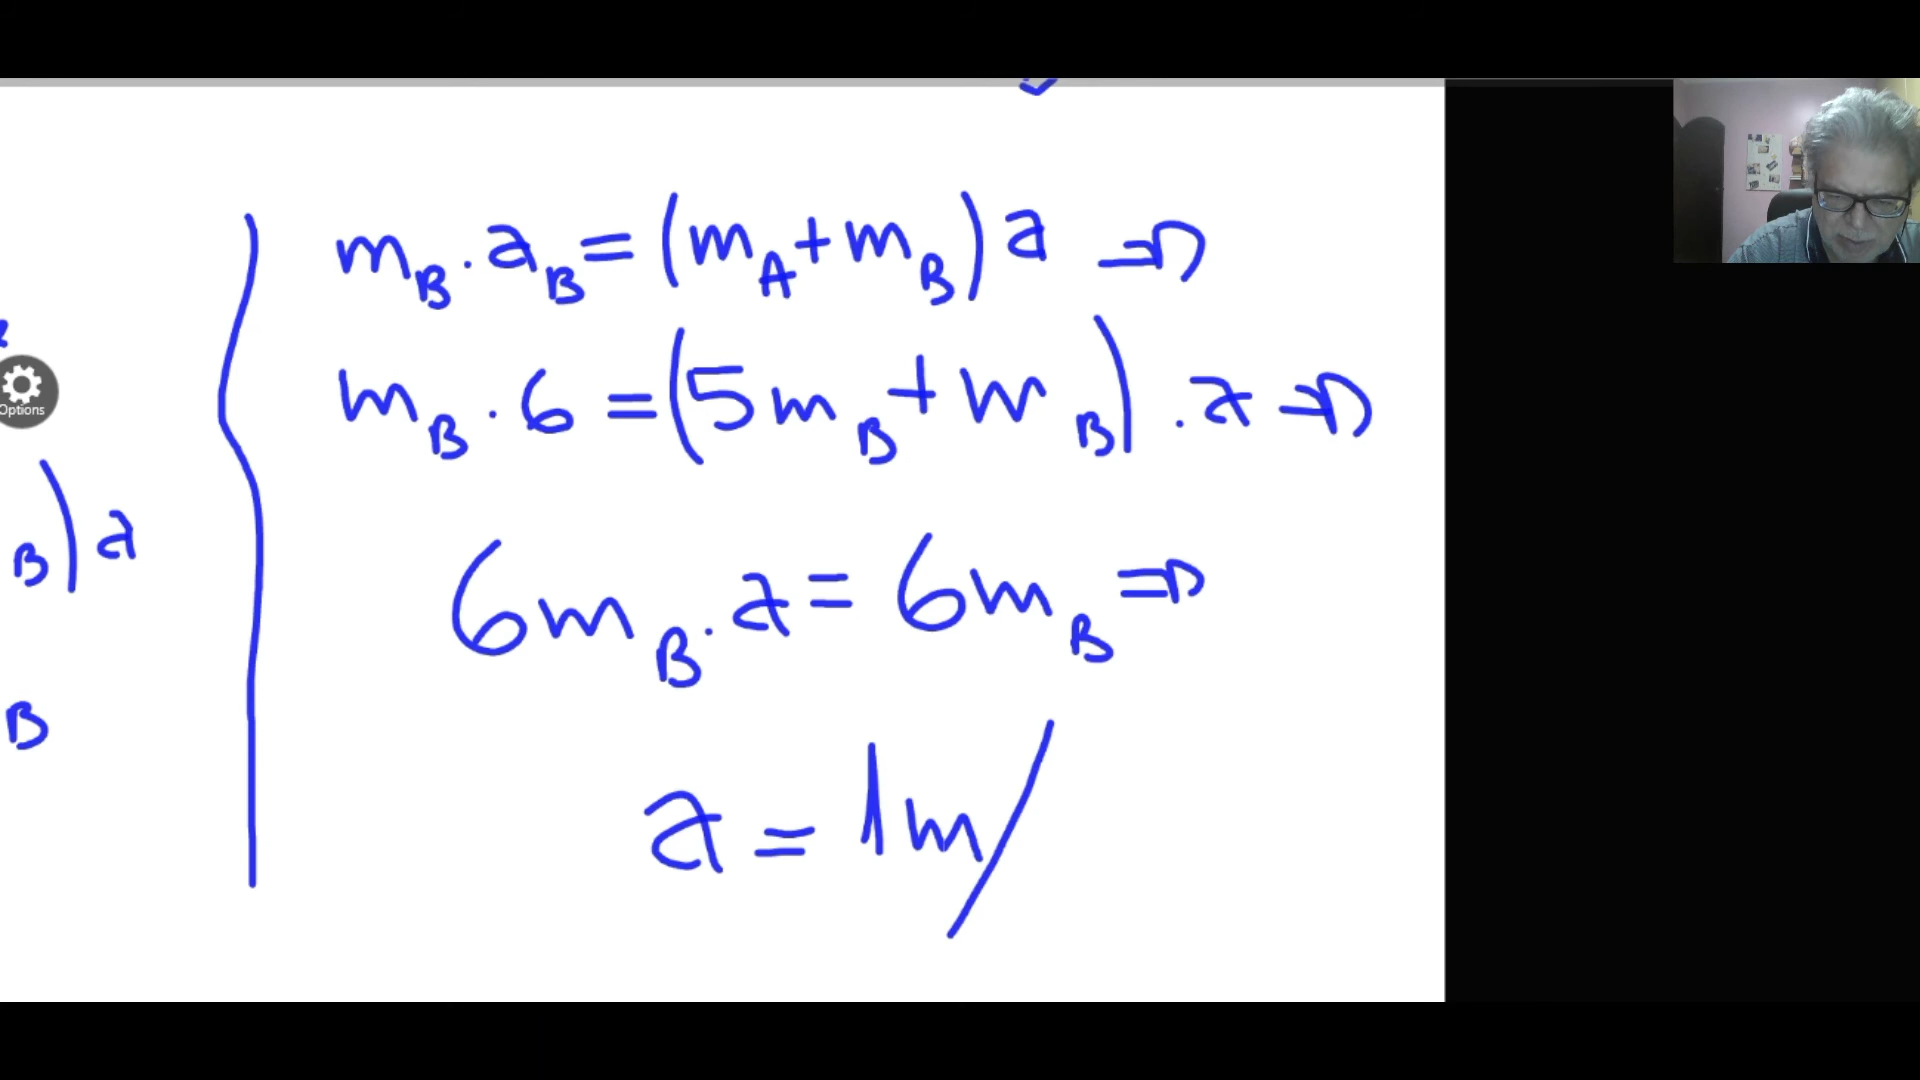 Options
B)a
B
m_B · a_B = (m_A + m_B) a ⇒
m_B · 6 = (5m_B + m_B) · a ⇒
6m_B · a = 6m_B ⇒
a = 1m/